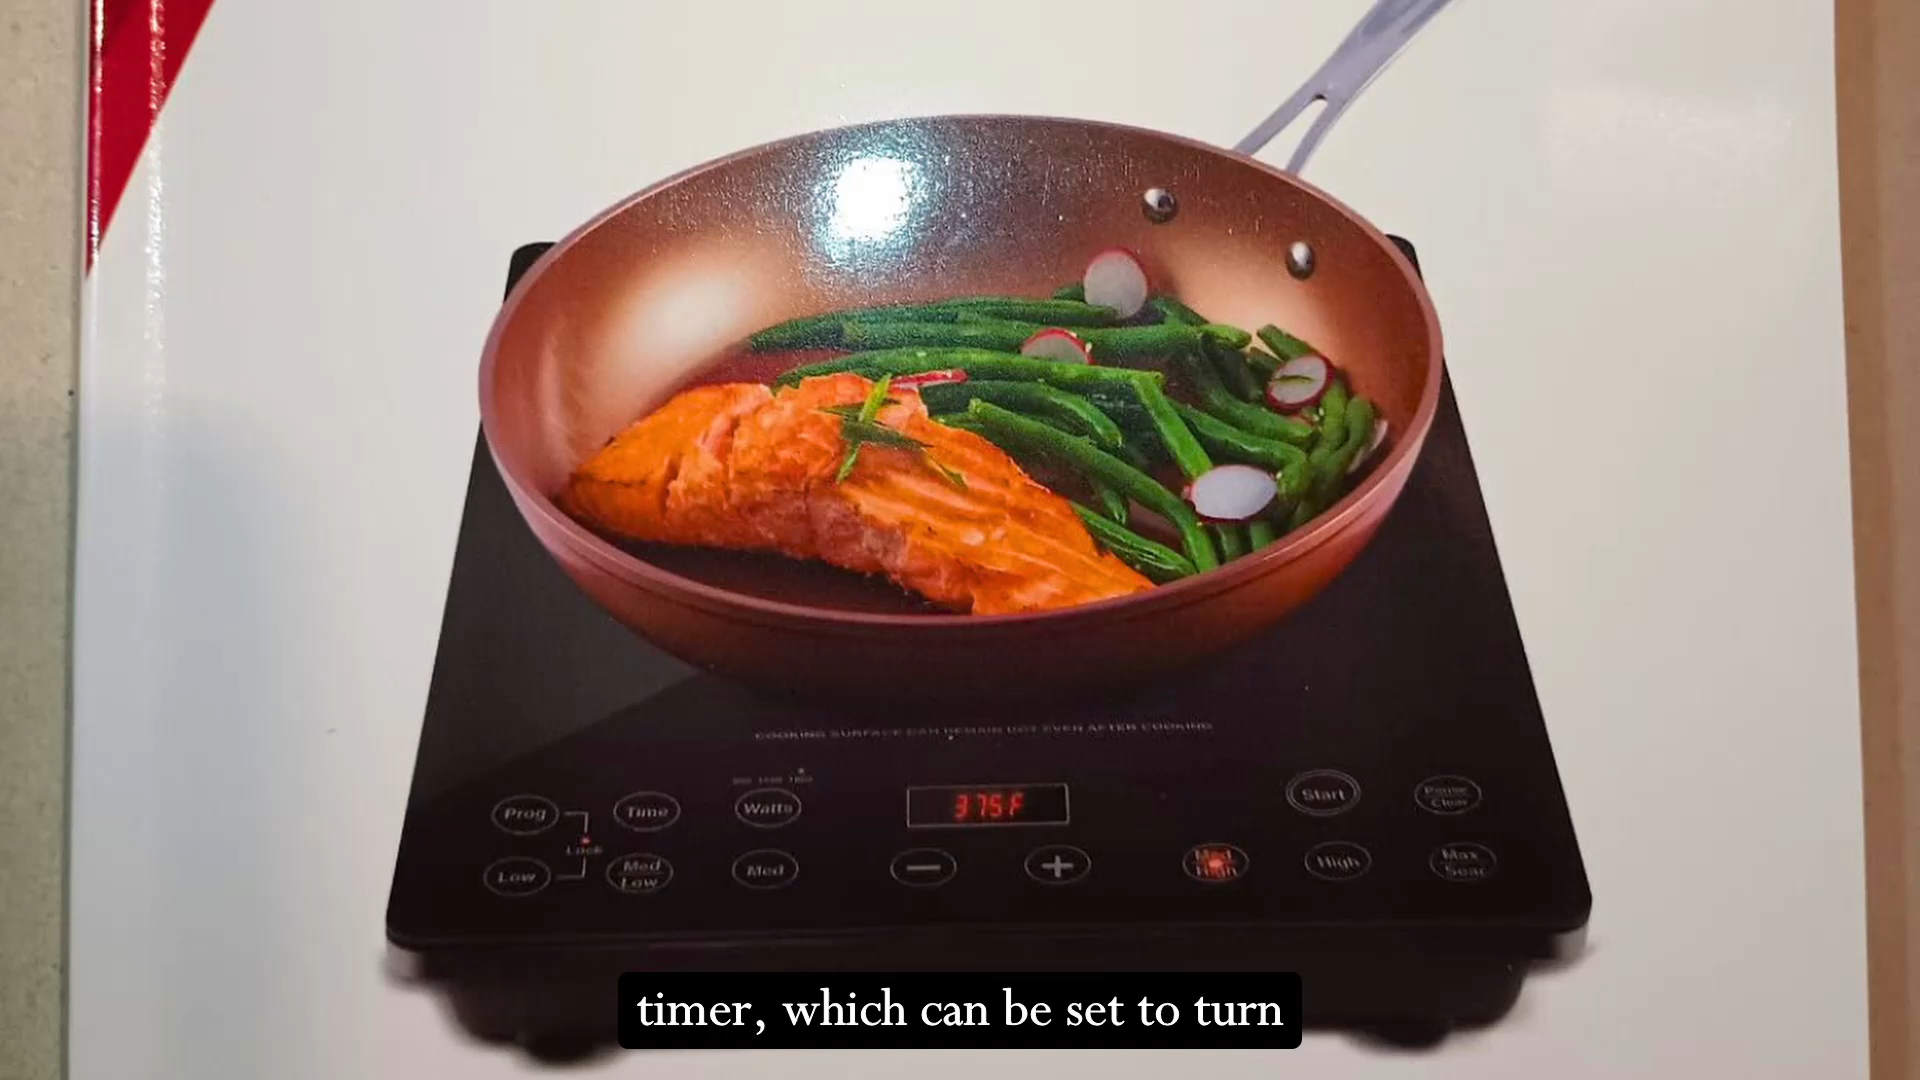 COOKING SURFACE CAN REMAIN HOT EVEN AFTER COOKING
Prog
Time
Watts
375F
Start
Pause
Clear
Lock
Low
Med
Low
Med
−
+
Med
High
High
Max
Sear
timer, which can be set to turn